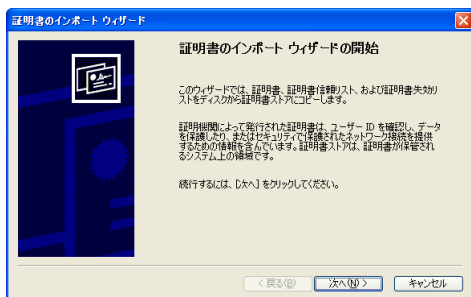 証明書のインポート ウィザード
証明書のインポート ウィザードの開始
このウィザードでは、証明書、証明書信頼リスト、および証明書失効リ
ストをディスクから証明書ストアにコピーします。
証明機関によって発行された証明書は、ユーザー ID を確認し、データ
を保護したり、またはセキュリティで保護されたネットワーク接続を提供
するための情報を含んでいます。証明書ストアは、証明書が保管され
るシステム上の領域です。
続行するには、[次へ] をクリックしてください。
< 戻る(B) 次へ(N) > キャンセル